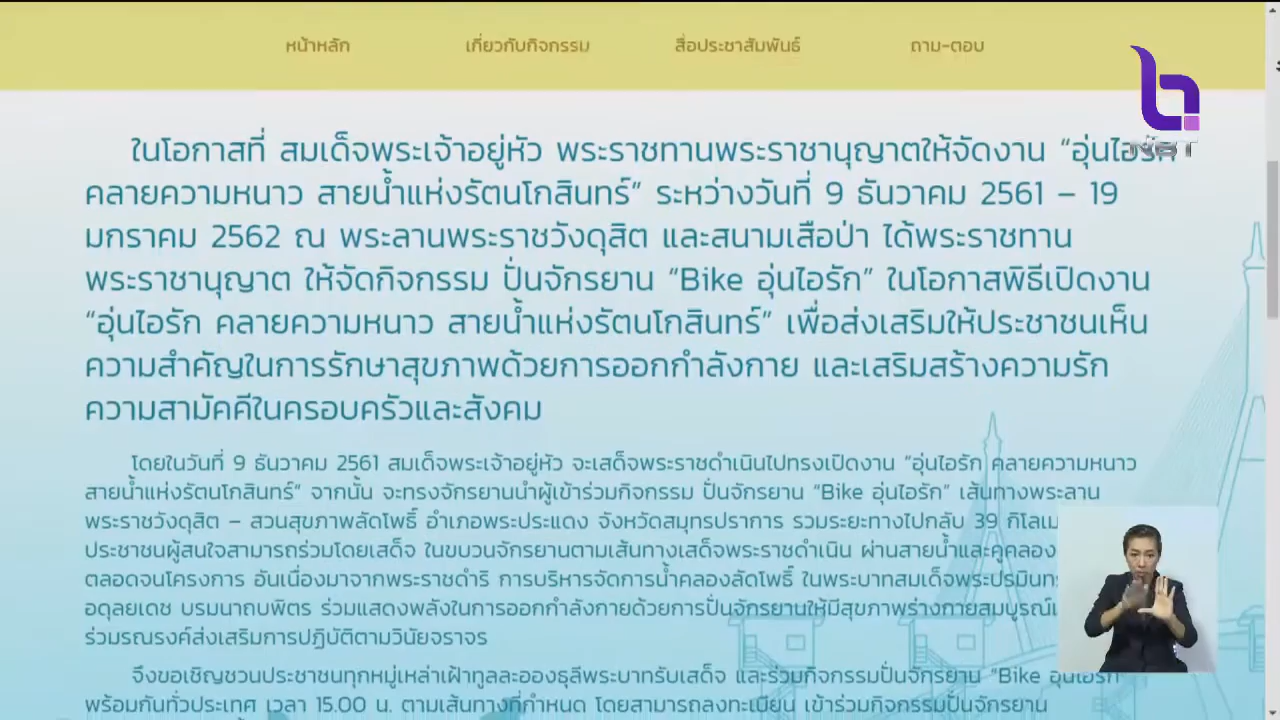 หน้าหลัก เกี่ยวกับกิจกรรม สื่อประชาสัมพันธ์ ถาม-ตอบ
NBT
ในโอกาสที่ สมเด็จพระเจ้าอยู่หัว พระราชทานพระราชานุญาตให้จัดงาน “อุ่นไอรัก
คลายความหนาว สายน้ำแห่งรัตนโกสินทร์” ระหว่างวันที่ 9 ธันวาคม 2561 – 19
มกราคม 2562 ณ พระลานพระราชวังดุสิต และสนามเสือป่า ได้พระราชทาน
พระราชานุญาต ให้จัดกิจกรรม ปั่นจักรยาน “Bike อุ่นไอรัก” ในโอกาสพิธีเปิดงาน
“อุ่นไอรัก คลายความหนาว สายน้ำแห่งรัตนโกสินทร์” เพื่อส่งเสริมให้ประชาชนเห็น
ความสำคัญในการรักษาสุขภาพด้วยการออกกำลังกาย และเสริมสร้างความรัก
ความสามัคคีในครอบครัวและสังคม
โดยในวันที่ 9 ธันวาคม 2561 สมเด็จพระเจ้าอยู่หัว จะเสด็จพระราชดำเนินไปทรงเปิดงาน “อุ่นไอรัก คลายความหนาว
สายน้ำแห่งรัตนโกสินทร์” จากนั้น จะทรงจักรยานนำผู้เข้าร่วมกิจกรรม ปั่นจักรยาน “Bike อุ่นไอรัก” เส้นทางพระลาน
พระราชวังดุสิต – สวนสุขภาพลัดโพธิ์ อำเภอพระประแดง จังหวัดสมุทรปราการ รวมระยะทางไปกลับ 39 กิโลเม
ประชาชนผู้สนใจสามารถร่วมโดยเสด็จ ในขบวนจักรยานตามเส้นทางเสด็จพระราชดำเนิน ผ่านสายน้ำและคูคลอง
ตลอดจนโครงการ อันเนื่องมาจากพระราชดำริ การบริหารจัดการน้ำคลองลัดโพธิ์ ในพระบาทสมเด็จพระปรมินท
อดุลยเดช บรมนาถบพิตร ร่วมแสดงพลังในการออกกำลังกายด้วยการปั่นจักรยานให้มีสุขภาพร่างกายสมบูรณ์แ
ร่วมรณรงค์ส่งเสริมการปฏิบัติตามวินัยจราจร
จึงขอเชิญชวนประชาชนทุกหมู่เหล่าเฝ้าทูลละอองธุลีพระบาทรับเสด็จ และร่วมกิจกรรมปั่นจักรยาน “Bike อุ่นไอรัก”
พร้อมกันทั่วประเทศ เวลา 15.00 น. ตามเส้นทางที่กำหนด โดยสามารถลงทะเบียน เข้าร่วมกิจกรรมปั่นจักรยาน